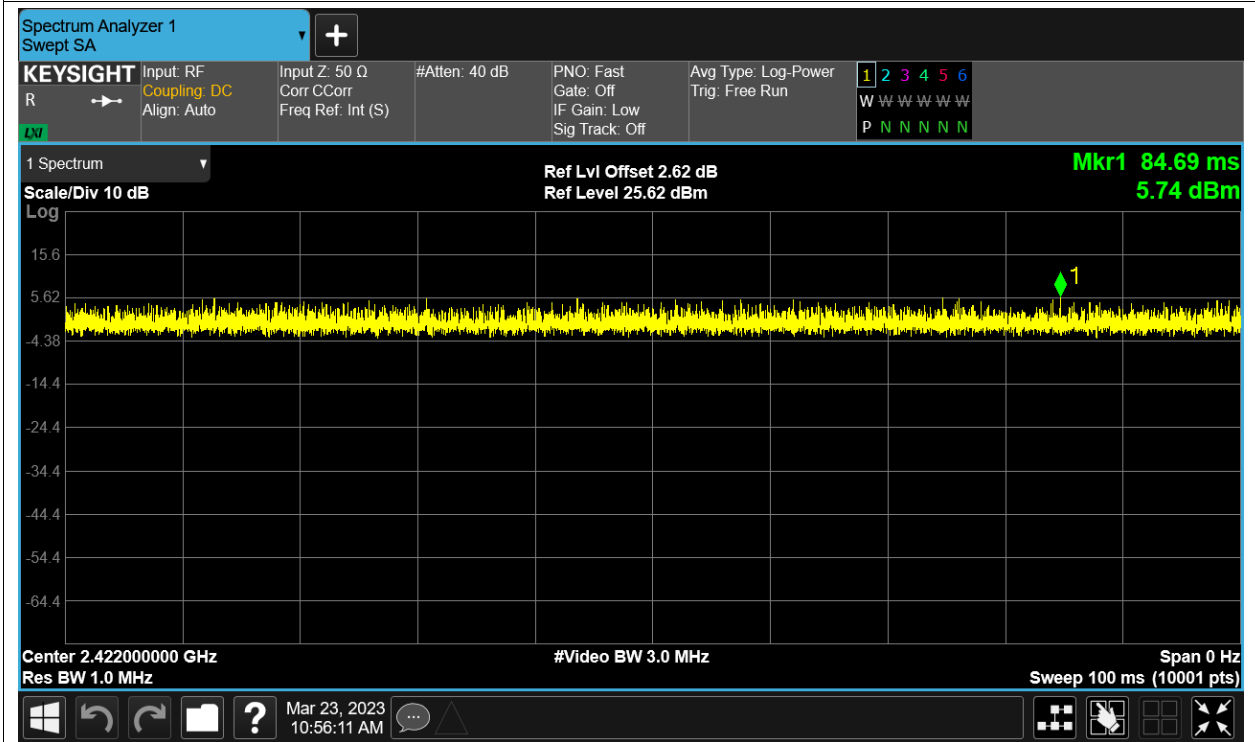 Spectrum Analyzer 1
Swept SA
+
KEYSIGHT
R
LXI
Input: RF
Coupling: DC
Align: Auto
Input Z: 50 Ω
Corr CCorr
Freq Ref: Int (S)
#Atten: 40 dB
PNO: Fast
Gate: Off
IF Gain: Low
Sig Track: Off
Avg Type: Log-Power
Trig: Free Run
1 2 3 4 5 6
W W W W W W
P N N N N N
1 Spectrum
Scale/Div 10 dB
Log
Ref Lvl Offset 2.62 dB
Ref Level 25.62 dBm
Mkr1 84.69 ms
5.74 dBm
15.6
1
5.62
-4.38
-14.4
-24.4
-34.4
-44.4
-54.4
-64.4
Center 2.422000000 GHz
Res BW 1.0 MHz
#Video BW 3.0 MHz
Span 0 Hz
Sweep 100 ms (10001 pts)
?
Mar 23, 2023
10:56:11 AM